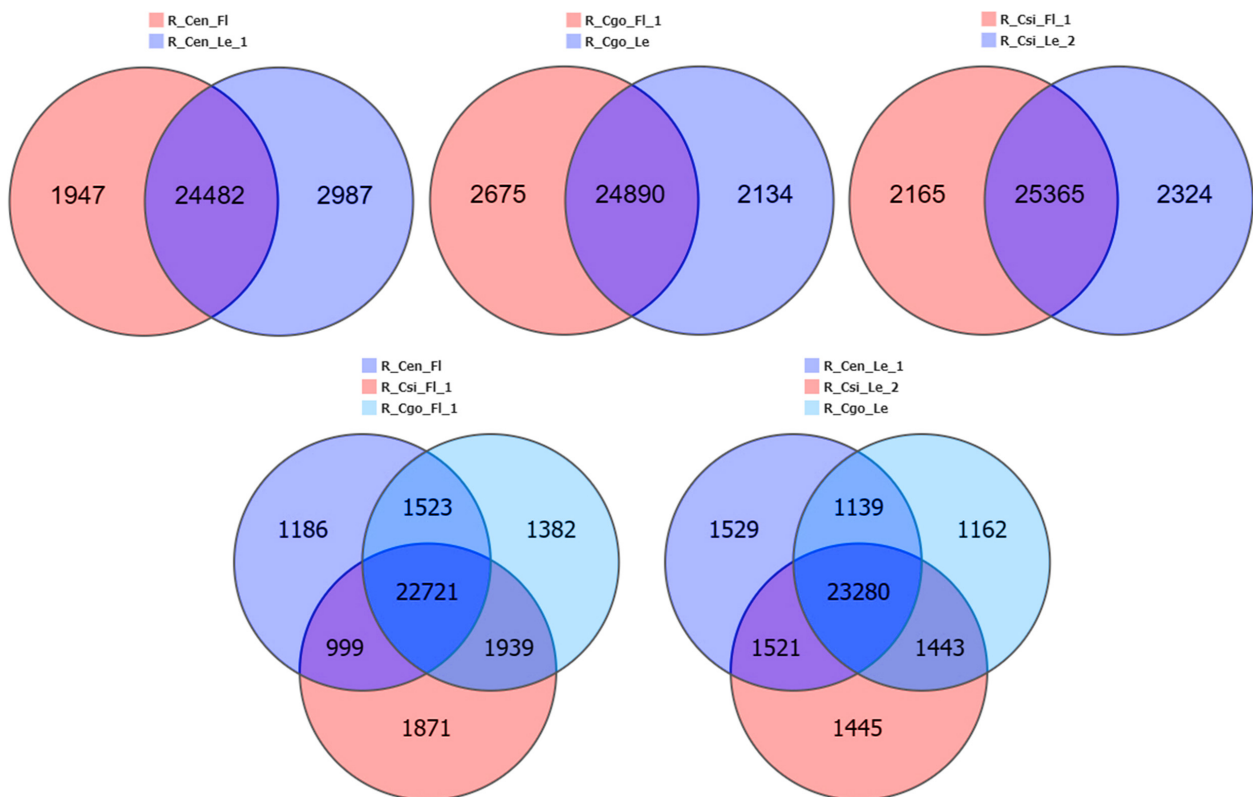 R_Cen_Fl
R_Cen_Le_1
R_Cgo_Fl_1
R_Cgo_Le
R_Csi_Fl_1
R_Csi_Le_2
1947 24482 2987
2675 24890 2134
2165 25365 2324
R_Cen_Fl
R_Csi_Fl_1
R_Cgo_Fl_1
1186
1523
1382
22721
999
1939
1871
R_Cen_Le_1
R_Csi_Le_2
R_Cgo_Le
1529
1139
1162
23280
1521
1443
1445